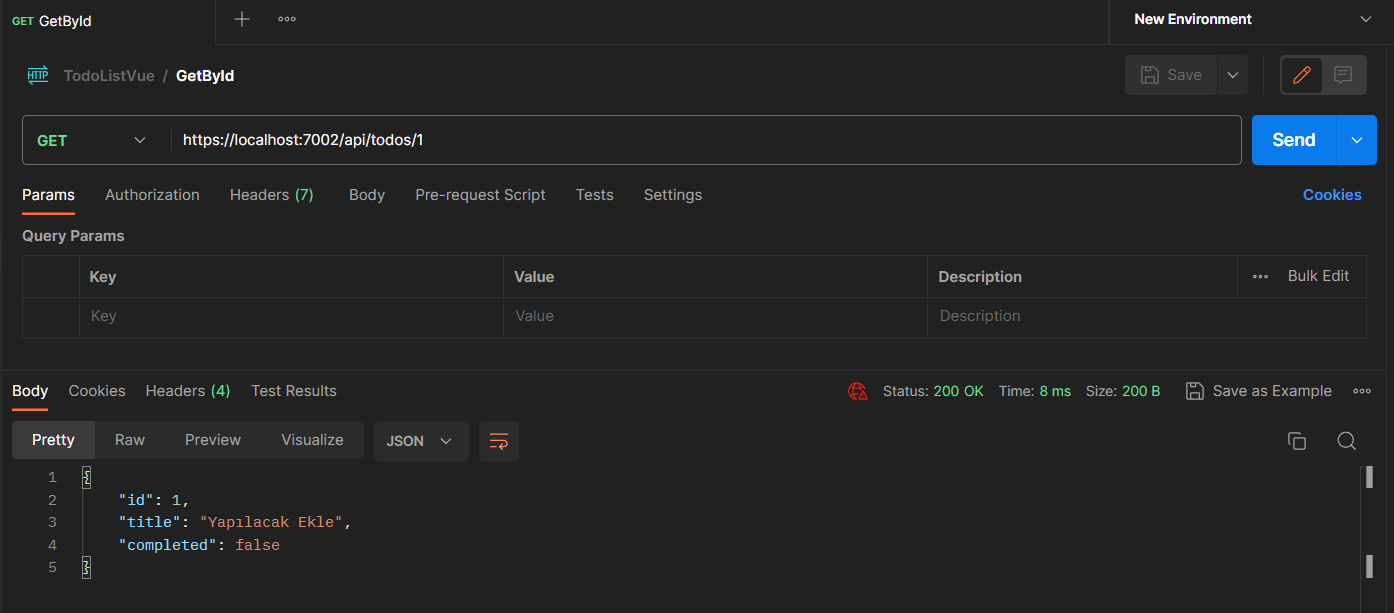 GET GetById New Environment
HTTP TodoListVue / GetById Save
GET https://localhost:7002/api/todos/1 Send
Params Authorization Headers (7) Body Pre-request Script Tests Settings Cookies
Query Params
Key Value Description Bulk Edit
Key Value Description
Body Cookies Headers (4) Test Results Status: 200 OK Time: 8 ms Size: 200 B Save as Example
Pretty Raw Preview Visualize JSON
1 {
2 "id": 1,
3 "title": "Yapılacak Ekle",
4 "completed": false
5 }